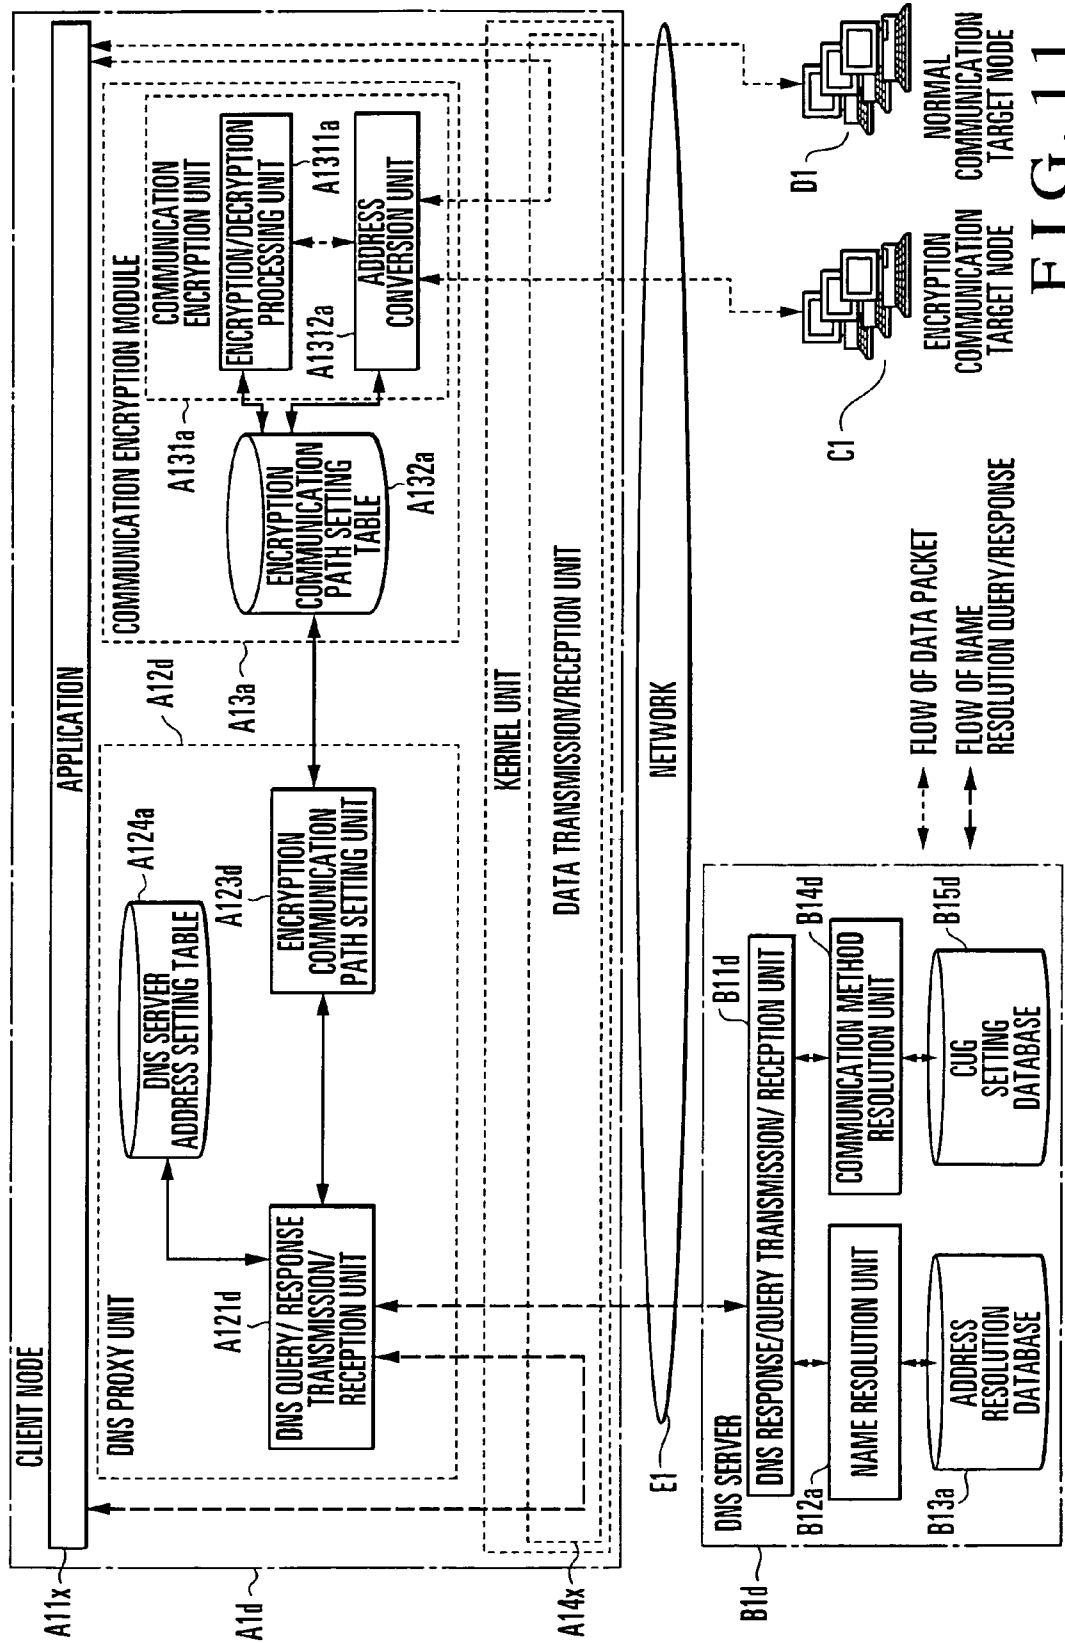 CLIENT NODE
APPLICATION
A11x
A1d
DNS PROXY UNIT
A12d
DNS SERVER
ADDRESS SETTING TABLE
A124a
A121d
DNS QUERY/ RESPONSE
TRANSMISSION/
RECEPTION UNIT
A123d
ENCRYPTION
COMMUNICATION
PATH SETTING UNIT
COMMUNICATION ENCRYPTION MODULE
A13a
A131a
COMMUNICATION
ENCRYPTION UNIT
ENCRYPTION/DECRYPTION
PROCESSING UNIT
A1311a
A1312a
ADDRESS
CONVERSION UNIT
ENCRYPTION
COMMUNICATION
PATH SETTING
TABLE
A132a
KERNEL UNIT
DATA TRANSMISSION/RECEPTION UNIT
A14x
NETWORK
E1
DNS SERVER
B1d
DNS RESPONSE/QUERY TRANSMISSION/ RECEPTION UNIT
B11d
B12a
NAME RESOLUTION UNIT
COMMUNICATION METHOD
RESOLUTION UNIT
B14d
B13a
ADDRESS
RESOLUTION
DATABASE
CUG
SETTING
DATABASE
B15d
FLOW OF DATA PACKET
FLOW OF NAME
RESOLUTION QUERY/RESPONSE
C1
ENCRYPTION
COMMUNICATION
TARGET NODE
D1
NORMAL
COMMUNICATION
TARGET NODE
FIG. 11